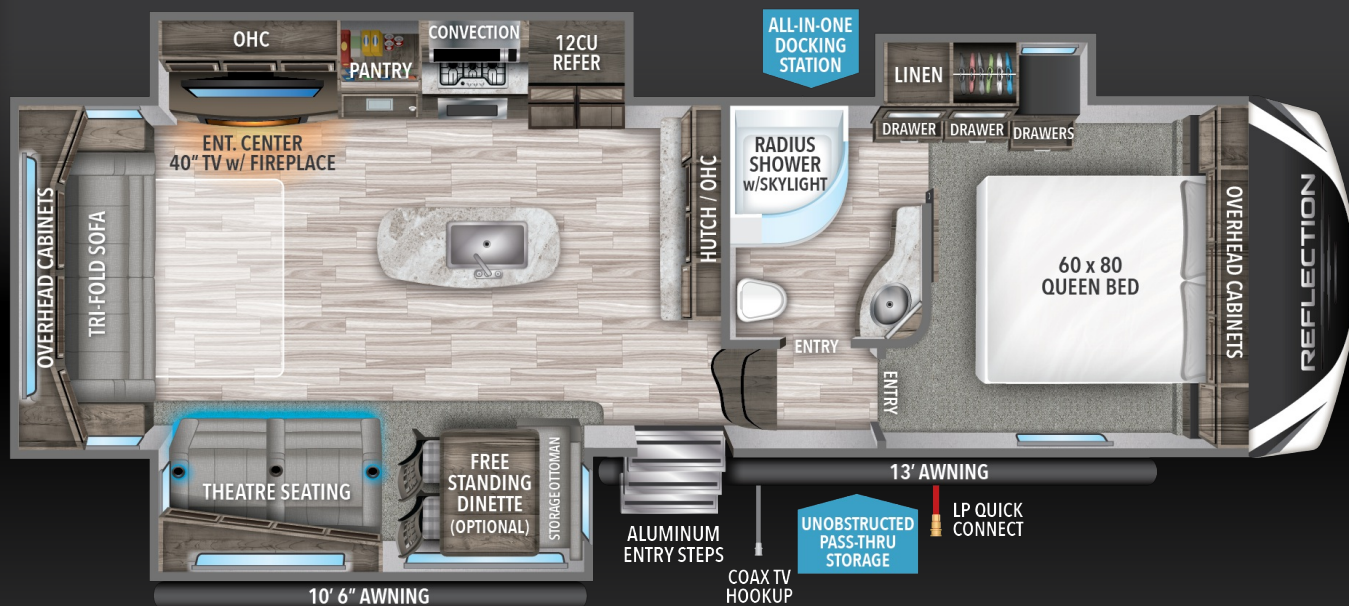 OHC
PANTRY
CONVECTION
12CU
REFER
ALL-IN-ONE
DOCKING
STATION
LINEN
DRAWER
DRAWER
DRAWERS
ENT. CENTER
40" TV w/ FIREPLACE
RADIUS
SHOWER
w/SKYLIGHT
OVERHEAD CABINETS
TRI-FOLD SOFA
HUTCH / OHC
60 x 80
QUEEN BED
OVERHEAD CABINETS
REFLECTION
ENTRY
ENTRY
THEATRE SEATING
FREE
STANDING
DINETTE
(OPTIONAL)
STORAGE OTTOMAN
13' AWNING
ALUMINUM
ENTRY STEPS
COAX TV
HOOKUP
UNOBSTRUCTED
PASS-THRU
STORAGE
LP QUICK
CONNECT
10' 6" AWNING